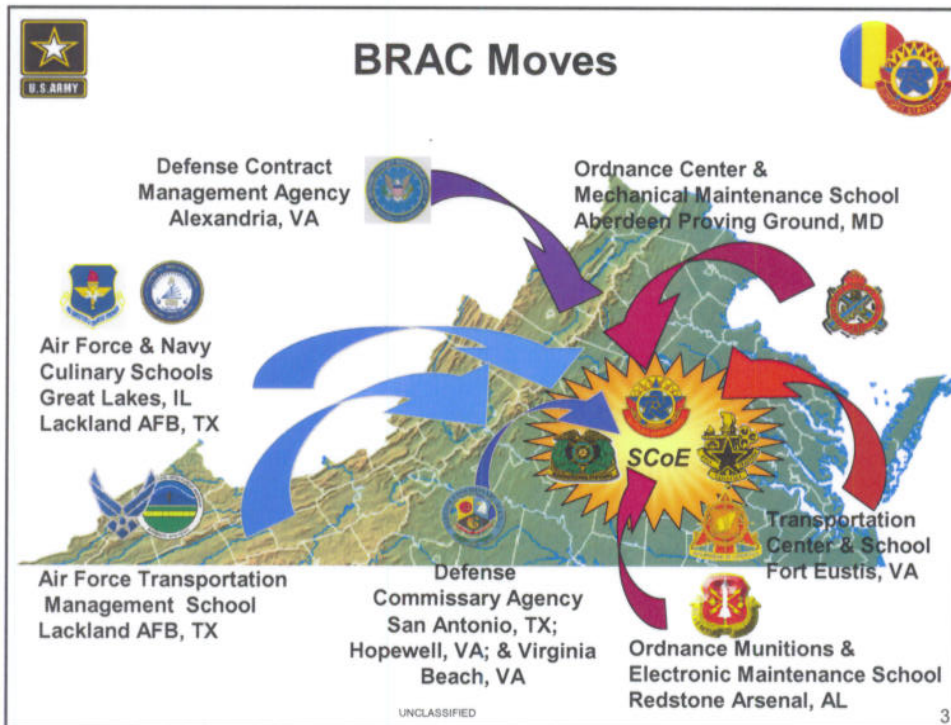 BRAC Moves
U.S.ARMY
Defense Contract
Management Agency
Alexandria, VA
Ordnance Center &
Mechanical Maintenance School
Aberdeen Proving Ground, MD
Air Force & Navy
Culinary Schools
Great Lakes, IL
Lackland AFB, TX
SCoE
Transportation
Center & School
Fort Eustis, VA
Air Force Transportation
Management School
Lackland AFB, TX
Defense
Commissary Agency
San Antonio, TX;
Hopewell, VA; & Virginia
Beach, VA
Ordnance Munitions &
Electronic Maintenance School
Redstone Arsenal, AL
UNCLASSIFIED
3